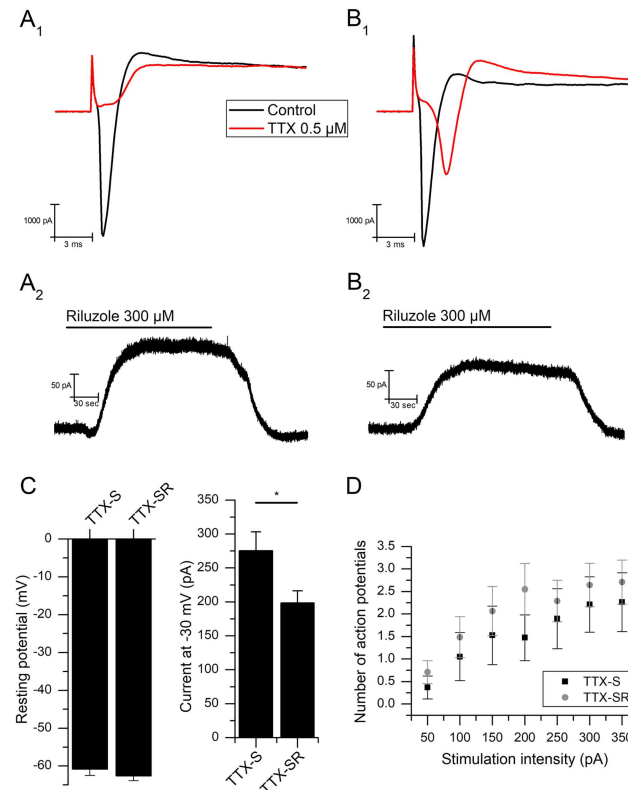 A1
B1
Control
TTX 0.5 µM
1000 pA
3 ms
1000 pA
3 ms
A2
B2
Riluzole 300 µM
Riluzole 300 µM
50 pA
30 sec
50 pA
30 sec
C
D
TTX-S
TTX-SR
0
-10
-20
-30
-40
-50
-60
Resting potential (mV)
*
350
300
250
200
150
100
50
0
Current at -30 mV (pA)
TTX-S
TTX-SR
3.5
3.0
2.5
2.0
1.5
1.0
0.5
0.0
Number of action potentials
TTX-S
TTX-SR
50 100 150 200 250 300 350
Stimulation intensity (pA)